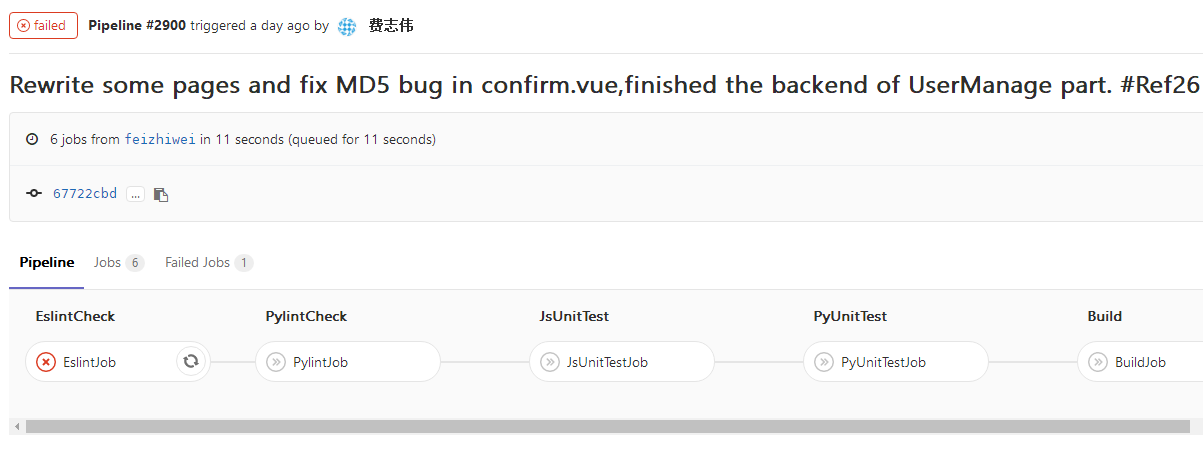 failed Pipeline #2900 triggered a day ago by 费志伟
Rewrite some pages and fix MD5 bug in confirm.vue,finished the backend of UserManage part. #Ref26
6 jobs from feizhiwei in 11 seconds (queued for 11 seconds)
67722cbd ...
Pipeline Jobs 6 Failed Jobs 1
EslintCheck PylintCheck JsUnitTest PyUnitTest Build
EslintJob PylintJob JsUnitTestJob PyUnitTestJob BuildJob